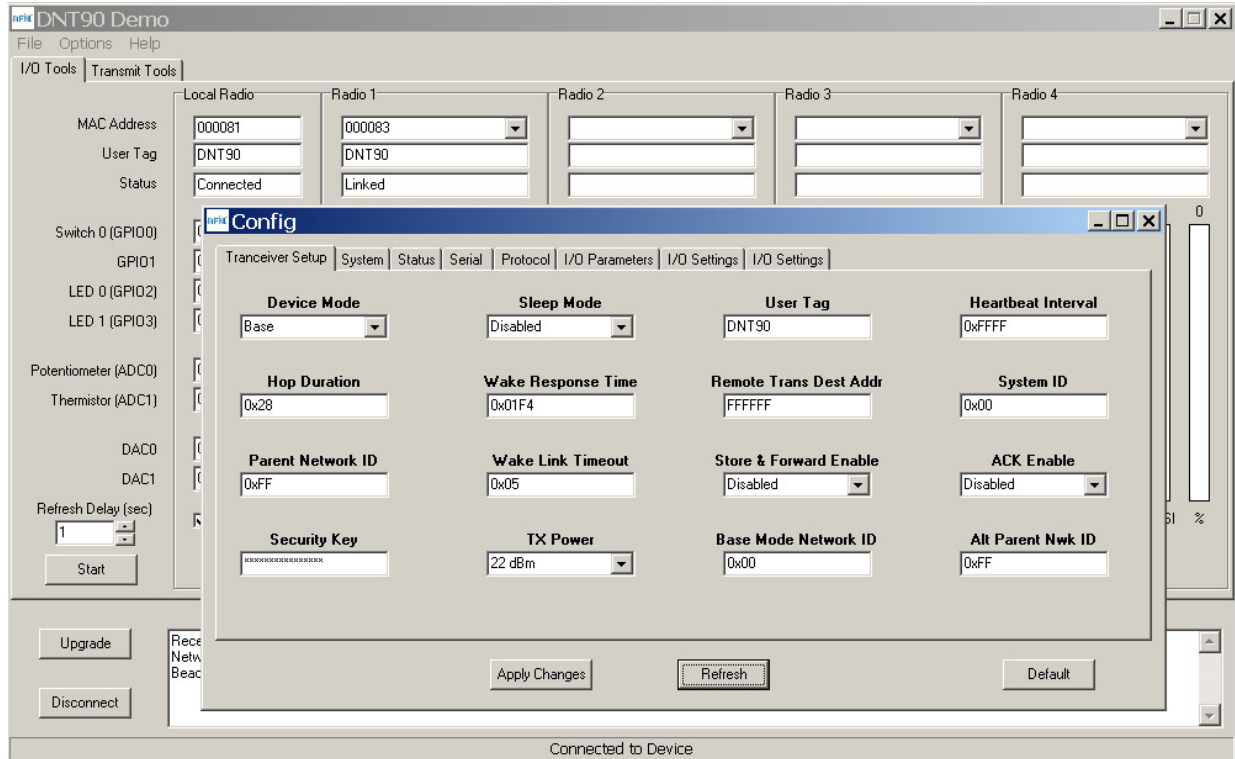 RFM DNT90 Demo
File Options Help
I/O Tools Transmit Tools
Local Radio Radio 1 Radio 2 Radio 3 Radio 4
MAC Address 000081 000083
User Tag DNT90 DNT90
Status Connected Linked
0
RFM Config
Switch 0 (GPIO0)
GPIO1
LED 0 (GPIO2)
LED 1 (GPIO3)
Potentiometer (ADC0)
Thermistor (ADC1)
DAC0
DAC1
Refresh Delay (sec)
1
Start
Tranceiver Setup System Status Serial Protocol I/O Parameters I/O Settings I/O Settings
Device Mode Sleep Mode User Tag Heartbeat Interval
Base Disabled DNT90 0xFFFF
Hop Duration Wake Response Time Remote Trans Dest Addr System ID
0x28 0x01F4 FFFFFF 0x00
Parent Network ID Wake Link Timeout Store & Forward Enable ACK Enable
0xFF 0x05 Disabled Disabled
Security Key TX Power Base Mode Network ID Alt Parent Nwk ID
**************** 22 dBm 0x00 0xFF
SI %
Apply Changes Refresh Default
Upgrade
Disconnect
Rece
Netw
Beac
Connected to Device